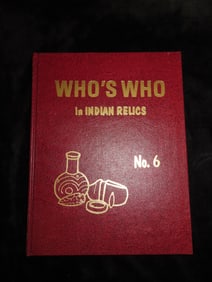 WHO'S WHO
In INDIAN RELICS
No. 6